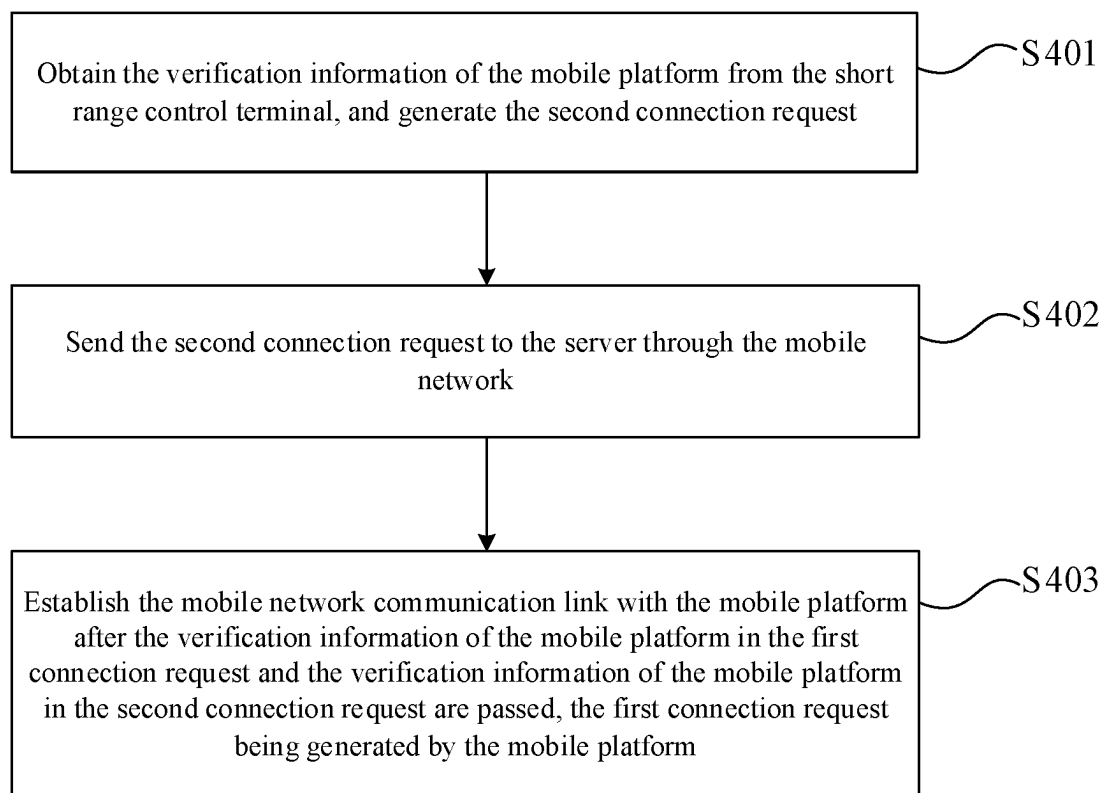 Obtain the verification information of the mobile platform from the short
range control terminal, and generate the second connection request
S401
Send the second connection request to the server through the mobile
network
S402
Establish the mobile network communication link with the mobile platform
after the verification information of the mobile platform in the first
connection request and the verification information of the mobile platform
in the second connection request are passed, the first connection request
being generated by the mobile platform
S403